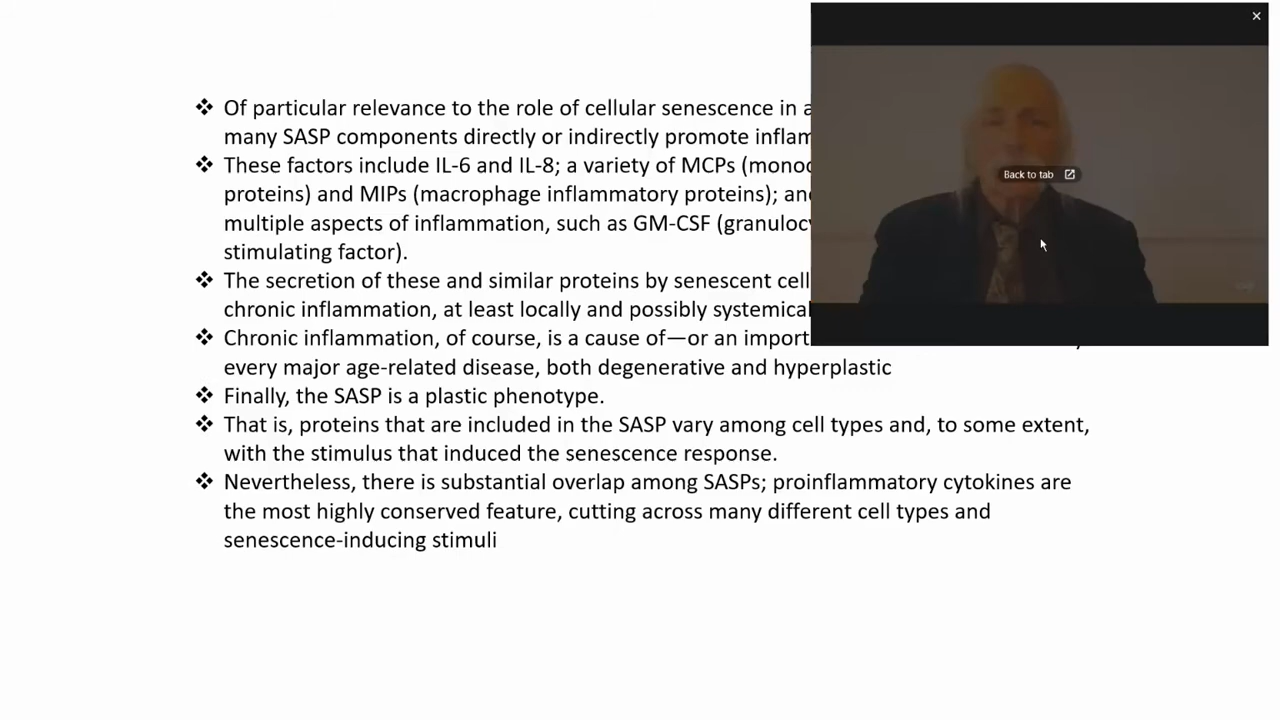 ❖ Of particular relevance to the role of cellular senescence in a
many SASP components directly or indirectly promote inflam
❖ These factors include IL-6 and IL-8; a variety of MCPs (mono
proteins) and MIPs (macrophage inflammatory proteins); an
multiple aspects of inflammation, such as GM-CSF (granulocy
stimulating factor).
❖ The secretion of these and similar proteins by senescent cell
chronic inflammation, at least locally and possibly systemical
❖ Chronic inflammation, of course, is a cause of—or an import
every major age-related disease, both degenerative and hyperplastic
❖ Finally, the SASP is a plastic phenotype.
❖ That is, proteins that are included in the SASP vary among cell types and, to some extent,
with the stimulus that induced the senescence response.
❖ Nevertheless, there is substantial overlap among SASPs; proinflammatory cytokines are
the most highly conserved feature, cutting across many different cell types and
senescence-inducing stimuli
Back to tab